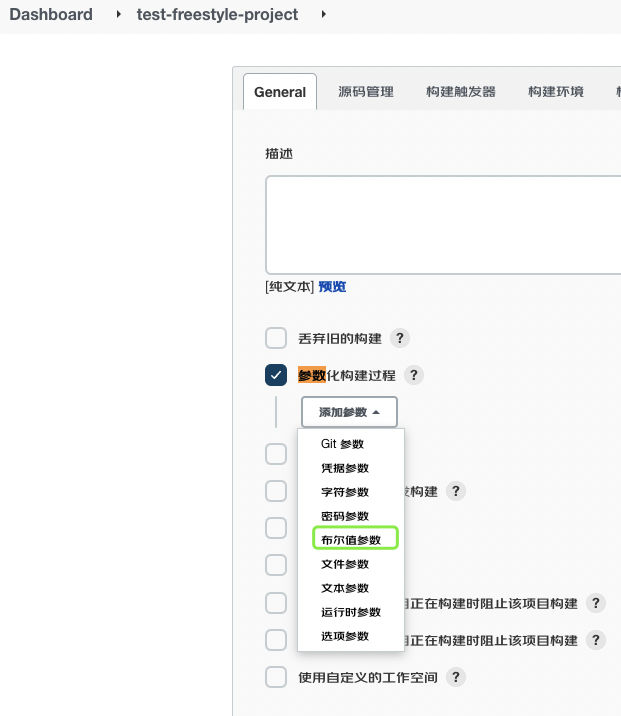 Dashboard test-freestyle-project
General 源码管理 构建触发器 构建环境
描述
[纯文本] 预览
丢弃旧的构建 ?
参数化构建过程 ?
添加参数
Git 参数
凭据参数
字符参数
密码参数
构建 ?
布尔值参数
文件参数
文本参数
正在构建时阻止该项目构建 ?
运行时参数
选项参数
正在构建时阻止该项目构建 ?
使用自定义的工作空间 ?